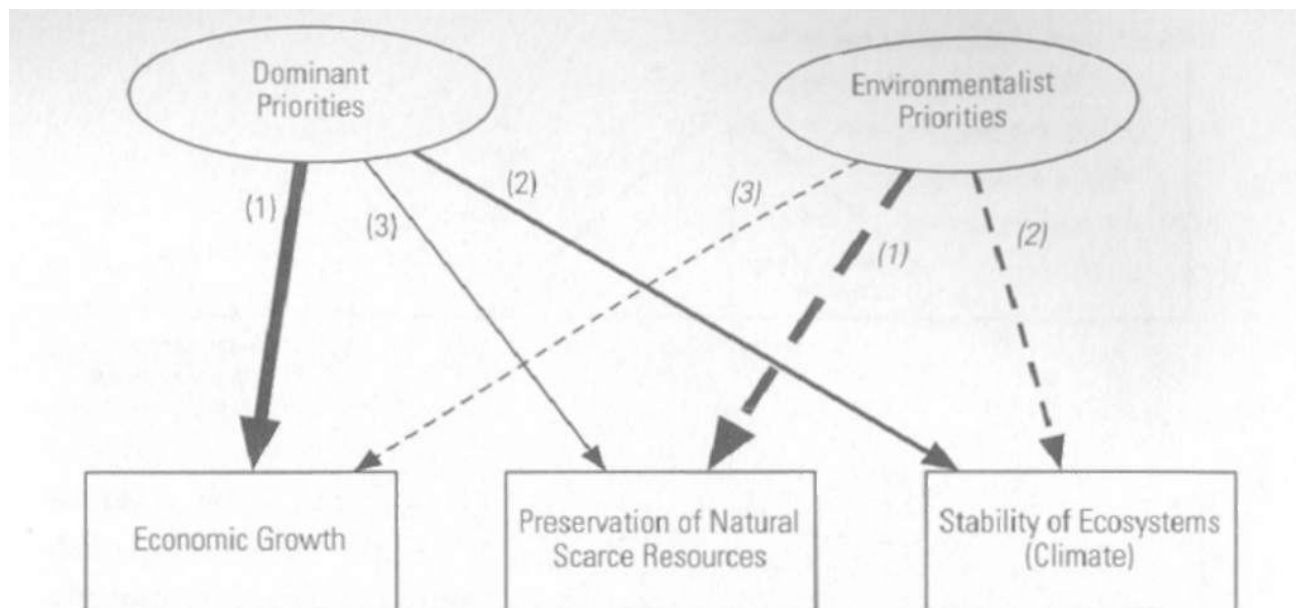 Dominant
Priorities
Environmentalist
Priorities
(1)
(3)
(2)
(3)
(1)
(2)
Economic Growth
Preservation of Natural
Scarce Resources
Stability of Ecosystems
(Climate)